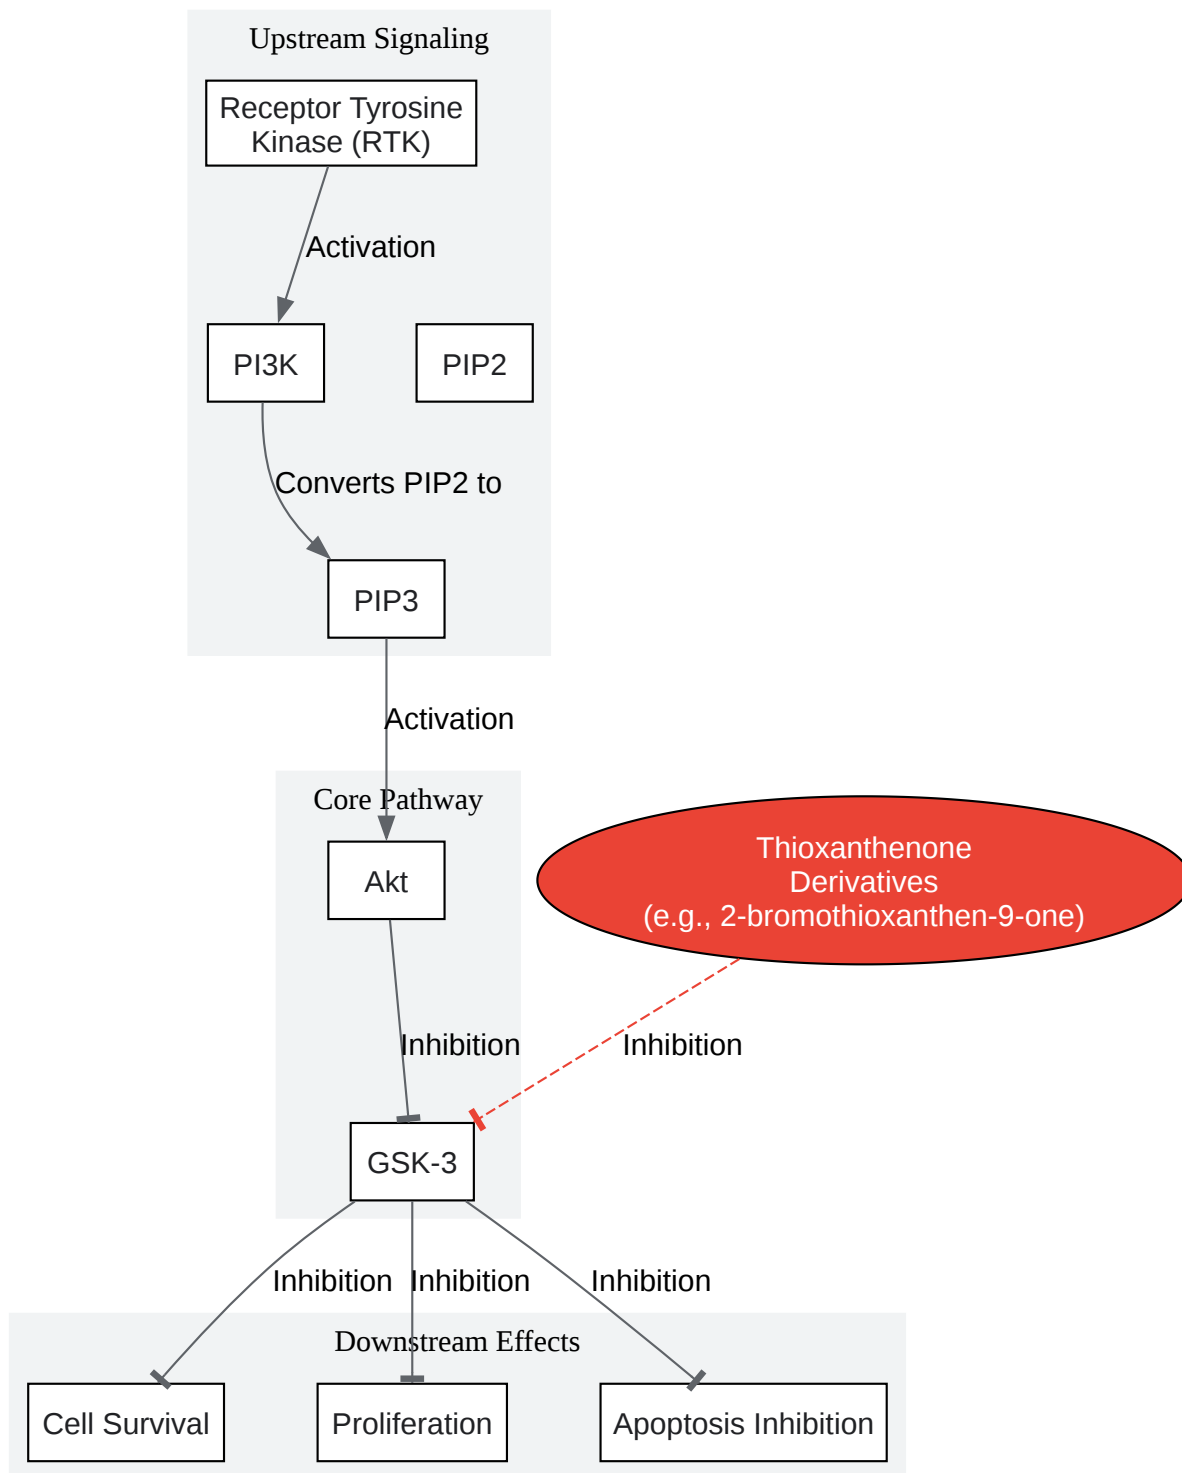 Upstream Signaling
Receptor Tyrosine
Kinase (RTK)
Activation
PI3K
PIP2
Converts PIP2 to
PIP3
Activation
Core Pathway
Akt
Thioxanthenone
Derivatives
(e.g., 2-bromothioxanthen-9-one)
Inhibition
Inhibition
GSK-3
Inhibition
Inhibition
Inhibition
Downstream Effects
Cell Survival
Proliferation
Apoptosis Inhibition